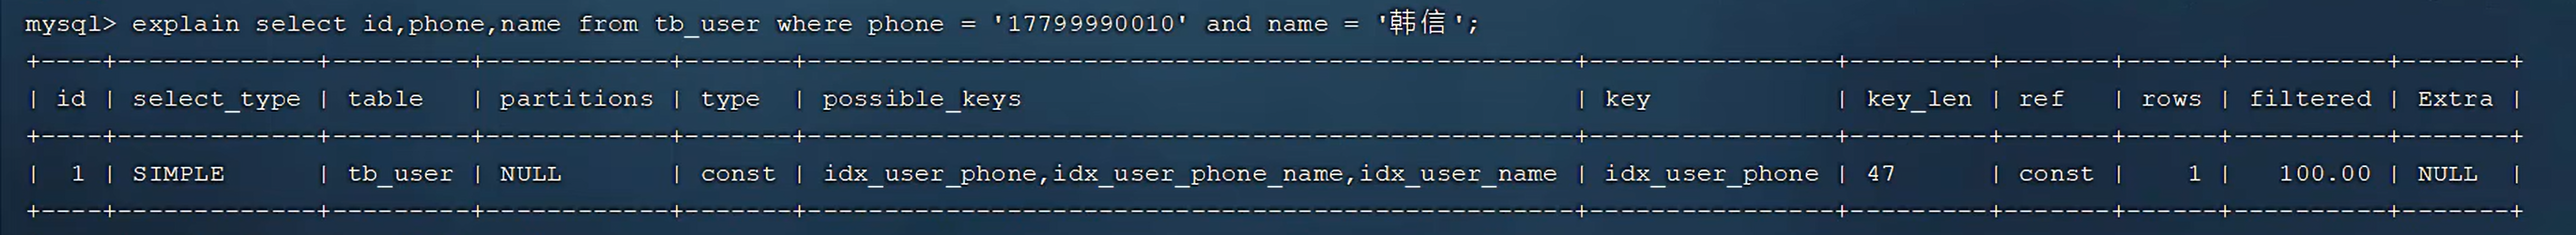 mysql> explain select id,phone,name from tb_user where phone = '17799990010' and name = '韩信';
+----+-------------+---------+------------+-------+--------------------------------------------------+----------------+---------+-------+------+----------+-------+
| id | select_type | table   | partitions | type  | possible_keys                                    | key            | key_len | ref   | rows | filtered | Extra |
+----+-------------+---------+------------+-------+--------------------------------------------------+----------------+---------+-------+------+----------+-------+
|  1 | SIMPLE      | tb_user | NULL       | const | idx_user_phone,idx_user_phone_name,idx_user_name | idx_user_phone | 47      | const |    1 |   100.00 | NULL  |
+----+-------------+---------+------------+-------+--------------------------------------------------+----------------+---------+-------+------+----------+-------+